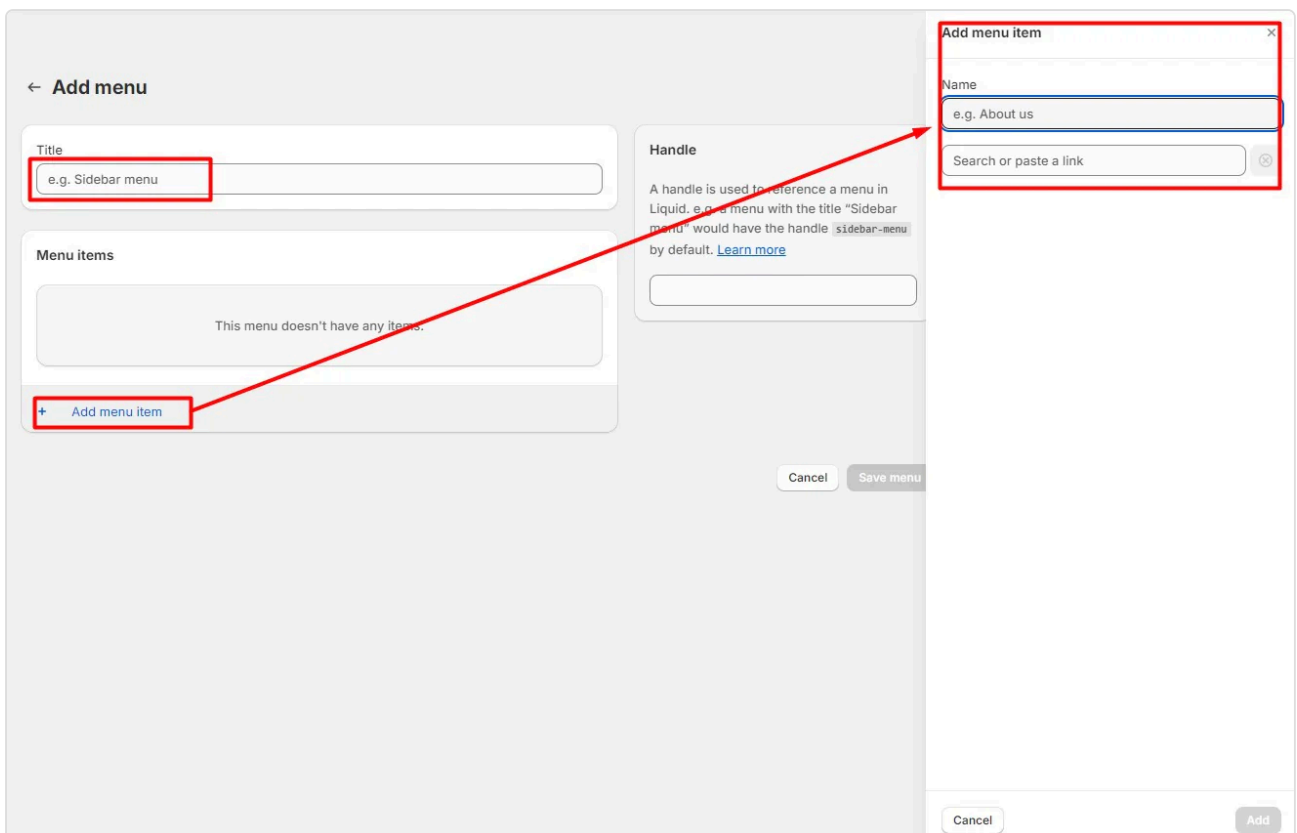 ← Add menu
Title
e.g. Sidebar menu
Menu items
This menu doesn't have any items.
+ Add menu item
Handle
A handle is used to reference a menu in
Liquid. e.g. a menu with the title “Sidebar
menu” would have the handle sidebar-menu
by default. Learn more
Cancel
Save menu
Add menu item
Name
e.g. About us
Search or paste a link
Cancel
Add